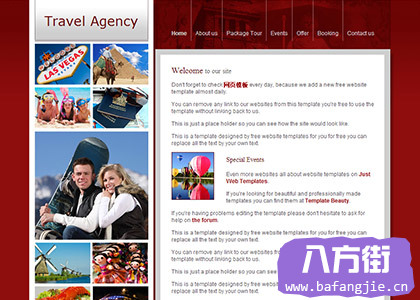 Travel Agency
Home About us Package Tour Events Offer Booking Contact us
LAS VEGAS
Welcome to our site
Don't forget to check 网页模板 every day, because we add a new free website
template almost daily.
You can remove any link to our websites from this template you're free to use the
template without linking back to us.
This is just a place holder so you can see how the site would look like.
This is a template designed by free website templates for you for free you can
replace all the text by your own text.
Special Events
Even more websites all about website templates on Just
Web Templates.
If you're looking for beautiful and professionally made
templates you can find them at Template Beauty.
If you're having problems editing the template please don't hesitate to ask for
help on the forum.
This is a template designed by free website templates for you for free you can
replace all the text by your own text.
You can remove any link to our websites from this template you're free to use the
template without linking back to us.
This is just a place holder so you can see how the
This is a template designed by free website
replace all the text by your own text.
八方街
www.bafangjie.cn